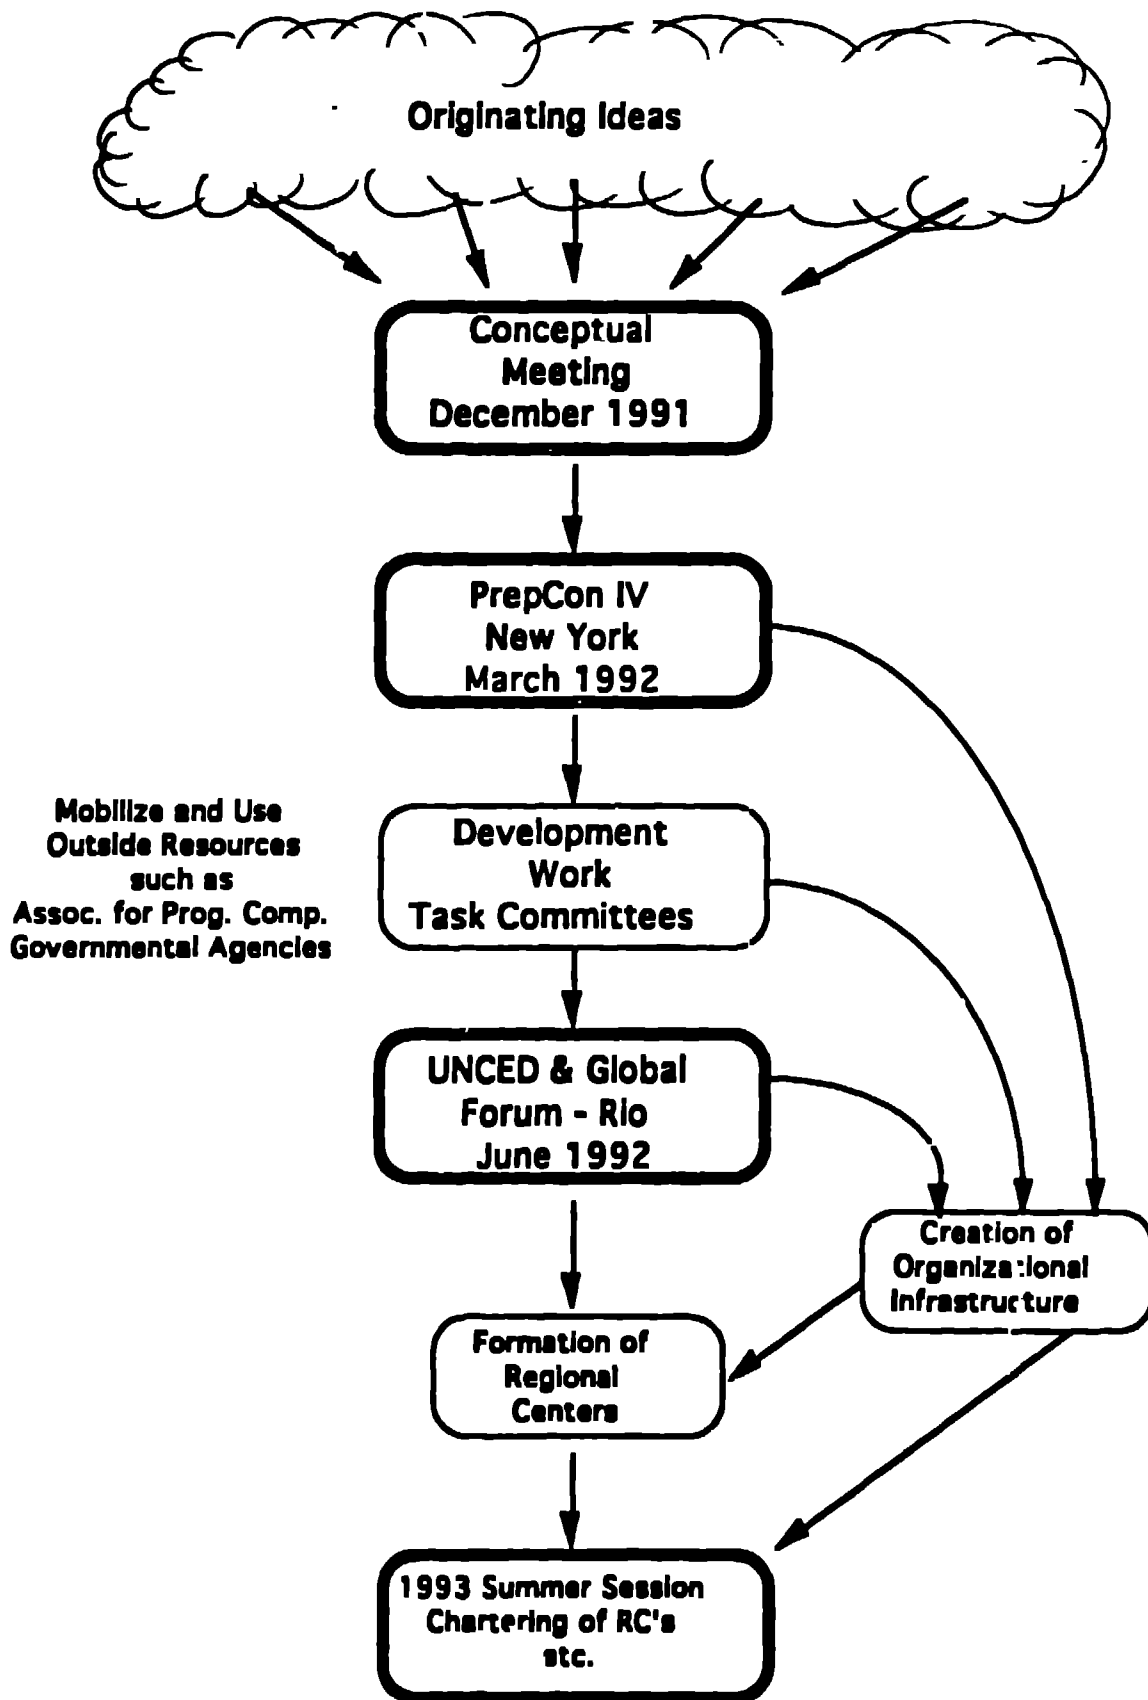 Originating Ideas
Conceptual
Meeting
December 1991
PrepCon IV
New York
March 1992
Mobilize and Use
Outside Resources
such as
Assoc. for Prog. Comp.
Governmental Agencies
Development
Work
Task Committees
UNCED & Global
Forum - Rio
June 1992
Creation of
Organizational
Infrastructure
Formation of
Regional
Centers
1993 Summer Session
Chartering of RC's
etc.